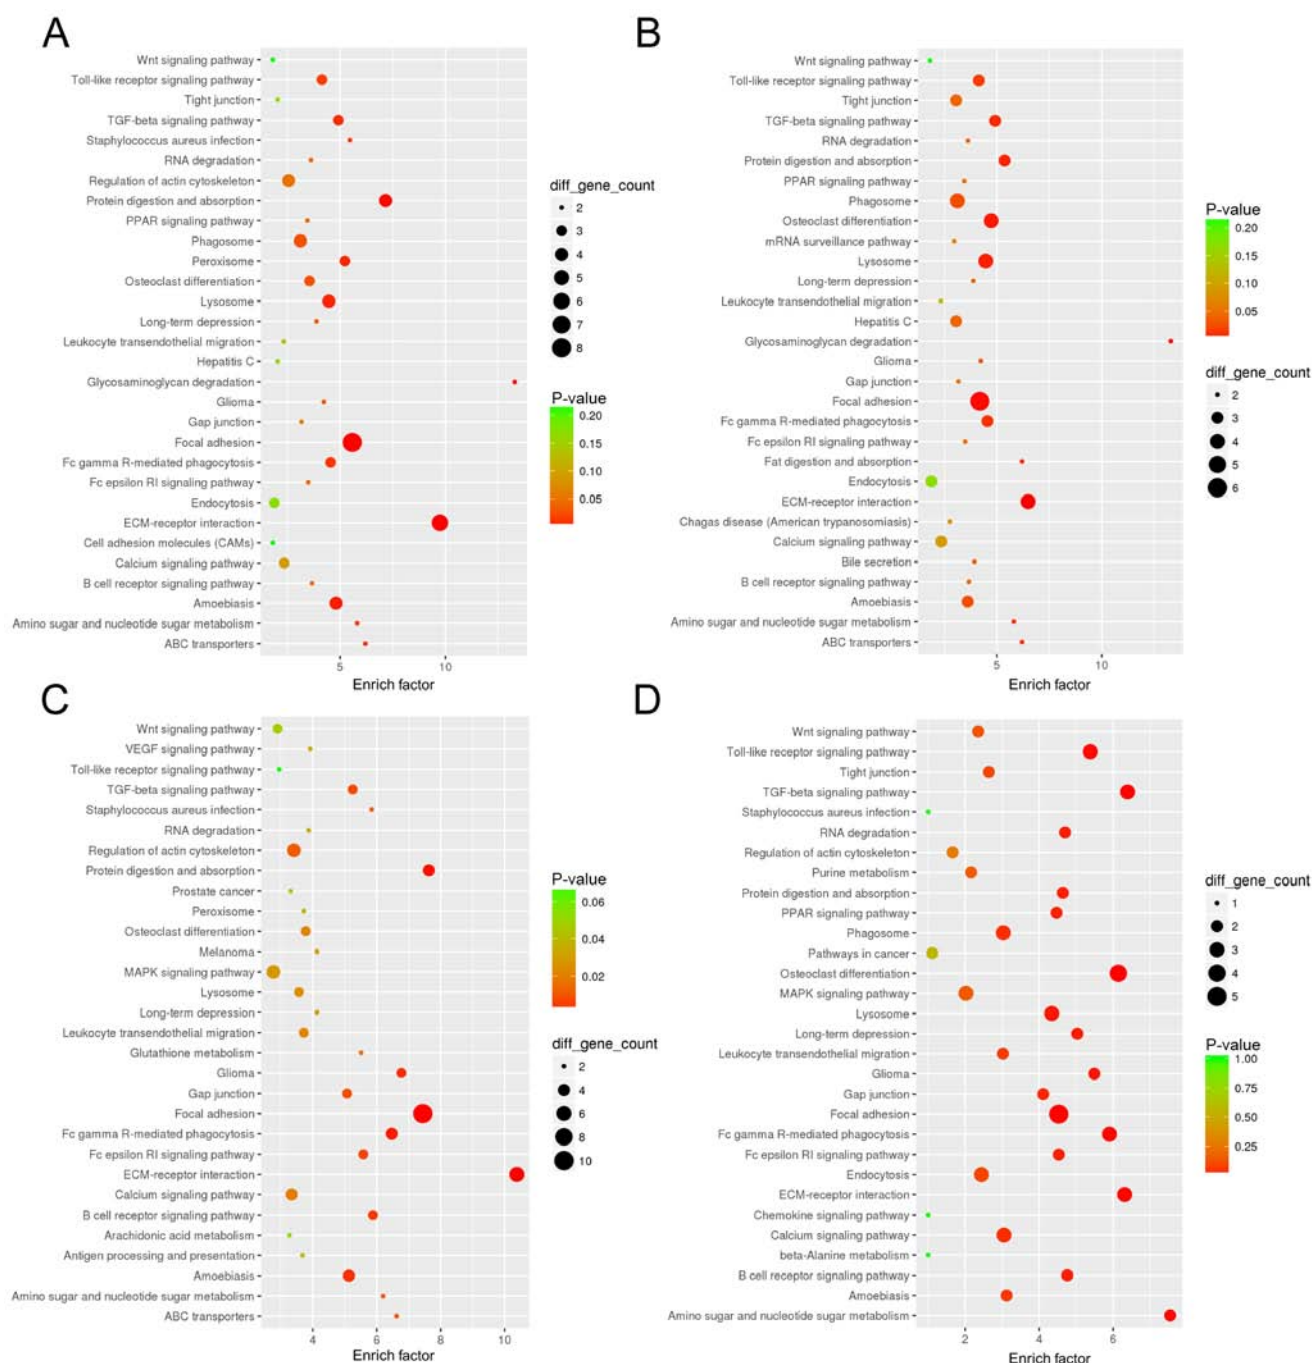 A
Wnt signaling pathway
Toll-like receptor signaling pathway
Tight junction
TGF-beta signaling pathway
Staphylococcus aureus infection
RNA degradation
Regulation of actin cytoskeleton
Protein digestion and absorption
PPAR signaling pathway
Phagosome
Peroxisome
Osteoclast differentiation
Lysosome
Long-term depression
Leukocyte transendothelial migration
Hepatitis C
Glycosaminoglycan degradation
Glioma
Gap junction
Focal adhesion
Fc gamma R-mediated phagocytosis
Fc epsilon RI signaling pathway
Endocytosis
ECM-receptor interaction
Cell adhesion molecules (CAMs)
Calcium signaling pathway
B cell receptor signaling pathway
Amoebiasis
Amino sugar and nucleotide sugar metabolism
ABC transporters
5 10
Enrich factor
diff_gene_count
2
3
4
5
6
7
8
P-value
0.20
0.15
0.10
0.05
B
Wnt signaling pathway
Toll-like receptor signaling pathway
Tight junction
TGF-beta signaling pathway
RNA degradation
Protein digestion and absorption
PPAR signaling pathway
Phagosome
Osteoclast differentiation
mRNA surveillance pathway
Lysosome
Long-term depression
Leukocyte transendothelial migration
Hepatitis C
Glycosaminoglycan degradation
Glioma
Gap junction
Focal adhesion
Fc gamma R-mediated phagocytosis
Fc epsilon RI signaling pathway
Fat digestion and absorption
Endocytosis
ECM-receptor interaction
Chagas disease (American trypanosomiasis)
Calcium signaling pathway
Bile secretion
B cell receptor signaling pathway
Amoebiasis
Amino sugar and nucleotide sugar metabolism
ABC transporters
5 10
Enrich factor
P-value
0.20
0.15
0.10
0.05
diff_gene_count
2
3
4
5
6
C
Wnt signaling pathway
VEGF signaling pathway
Toll-like receptor signaling pathway
TGF-beta signaling pathway
Staphylococcus aureus infection
RNA degradation
Regulation of actin cytoskeleton
Protein digestion and absorption
Prostate cancer
Peroxisome
Osteoclast differentiation
Melanoma
MAPK signaling pathway
Lysosome
Long-term depression
Leukocyte transendothelial migration
Glutathione metabolism
Glioma
Gap junction
Focal adhesion
Fc gamma R-mediated phagocytosis
Fc epsilon RI signaling pathway
ECM-receptor interaction
Calcium signaling pathway
B cell receptor signaling pathway
Arachidonic acid metabolism
Antigen processing and presentation
Amoebiasis
Amino sugar and nucleotide sugar metabolism
ABC transporters
4 6 8 10
Enrich factor
P-value
0.06
0.04
0.02
diff_gene_count
2
4
6
8
10
D
Wnt signaling pathway
Toll-like receptor signaling pathway
Tight junction
TGF-beta signaling pathway
Staphylococcus aureus infection
RNA degradation
Regulation of actin cytoskeleton
Purine metabolism
Protein digestion and absorption
PPAR signaling pathway
Phagosome
Pathways in cancer
Osteoclast differentiation
MAPK signaling pathway
Lysosome
Long-term depression
Leukocyte transendothelial migration
Glioma
Gap junction
Focal adhesion
Fc gamma R-mediated phagocytosis
Fc epsilon RI signaling pathway
Endocytosis
ECM-receptor interaction
Chemokine signaling pathway
Calcium signaling pathway
beta-Alanine metabolism
B cell receptor signaling pathway
Amoebiasis
Amino sugar and nucleotide sugar metabolism
2 4 6
Enrich factor
diff_gene_count
1
2
3
4
5
P-value
1.00
0.75
0.50
0.25